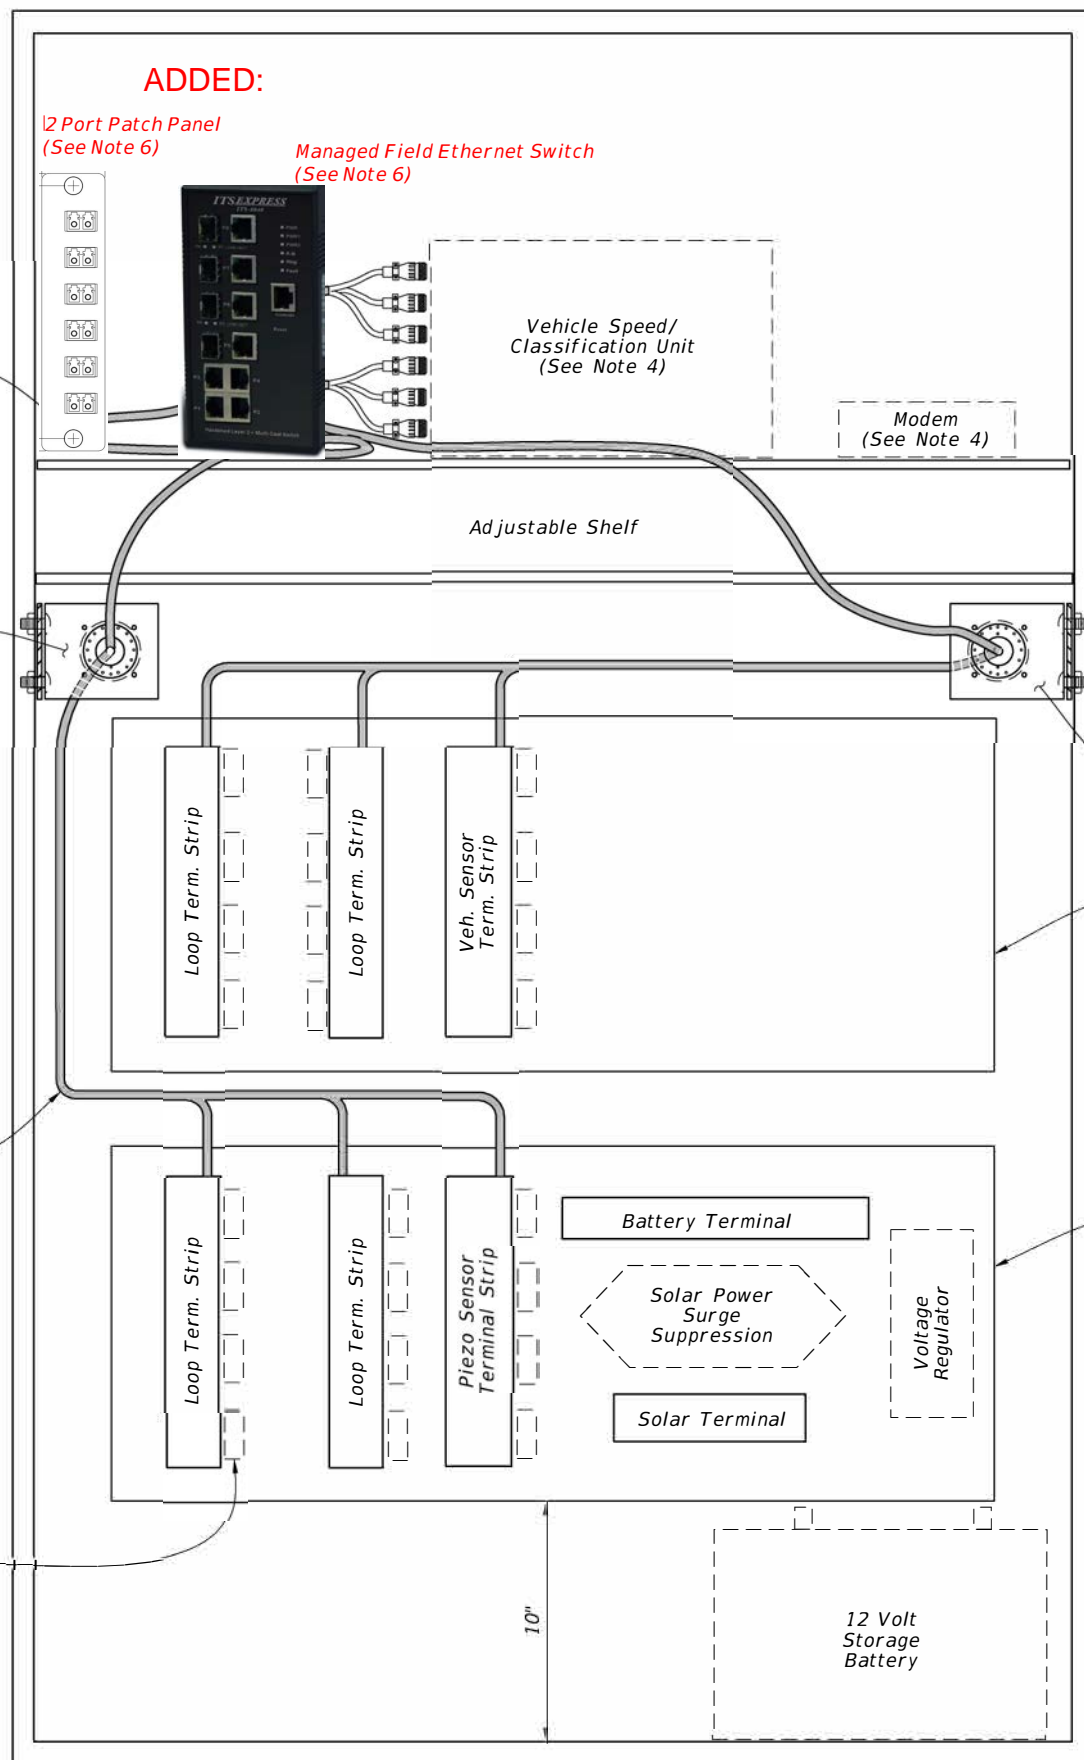 ADDED:
12 Port Patch Panel
(See Note 6)
Managed Field Ethernet Switch
(See Note 6)
ITS.EXPRESS
Vehicle Speed/
Classification Unit
(See Note 4)
Modem
(See Note 4)
Adjustable Shelf
Loop Term. Strip
Loop Term. Strip
Veh. Sensor
Term. Strip
Loop Term. Strip
Loop Term. Strip
Piezo Sensor
Terminal Strip
Battery Terminal
Solar Power
Surge
Suppression
Voltage
Regulator
Solar Terminal
10"
12 Volt
Storage
Battery